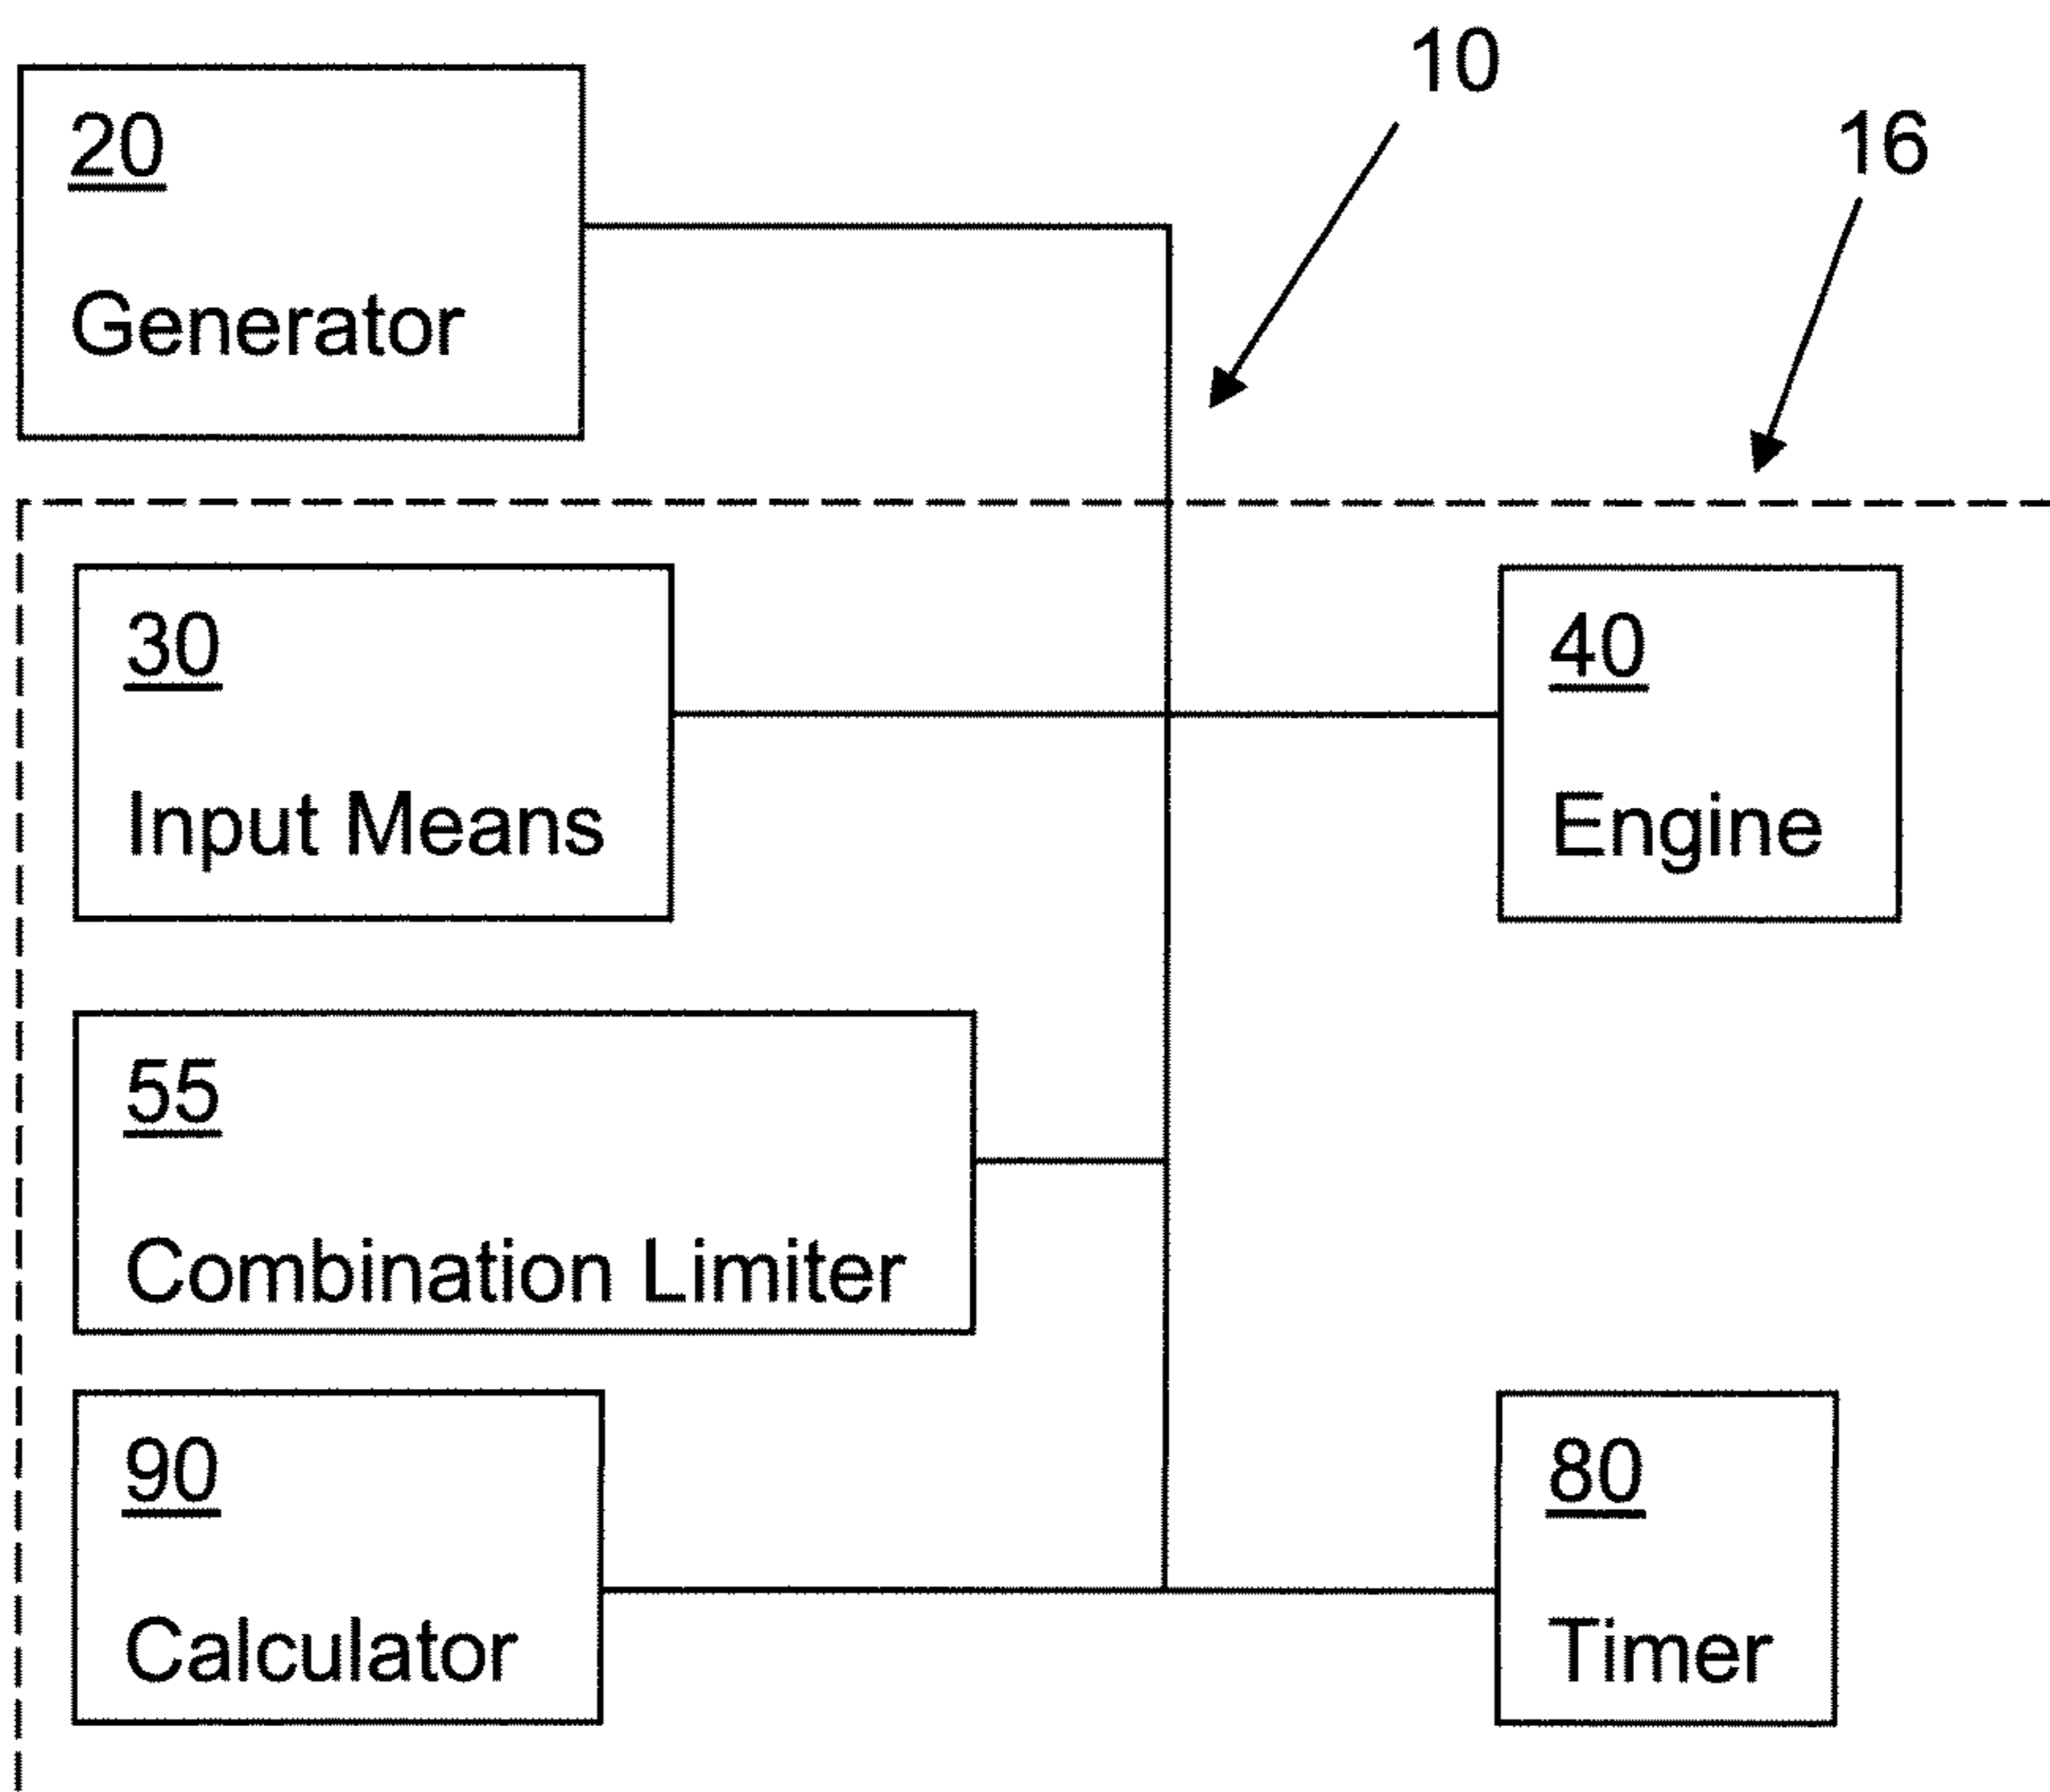 10
16
20
Generator
30
Input Means
40
Engine
55
Combination Limiter
90
Calculator
80
Timer